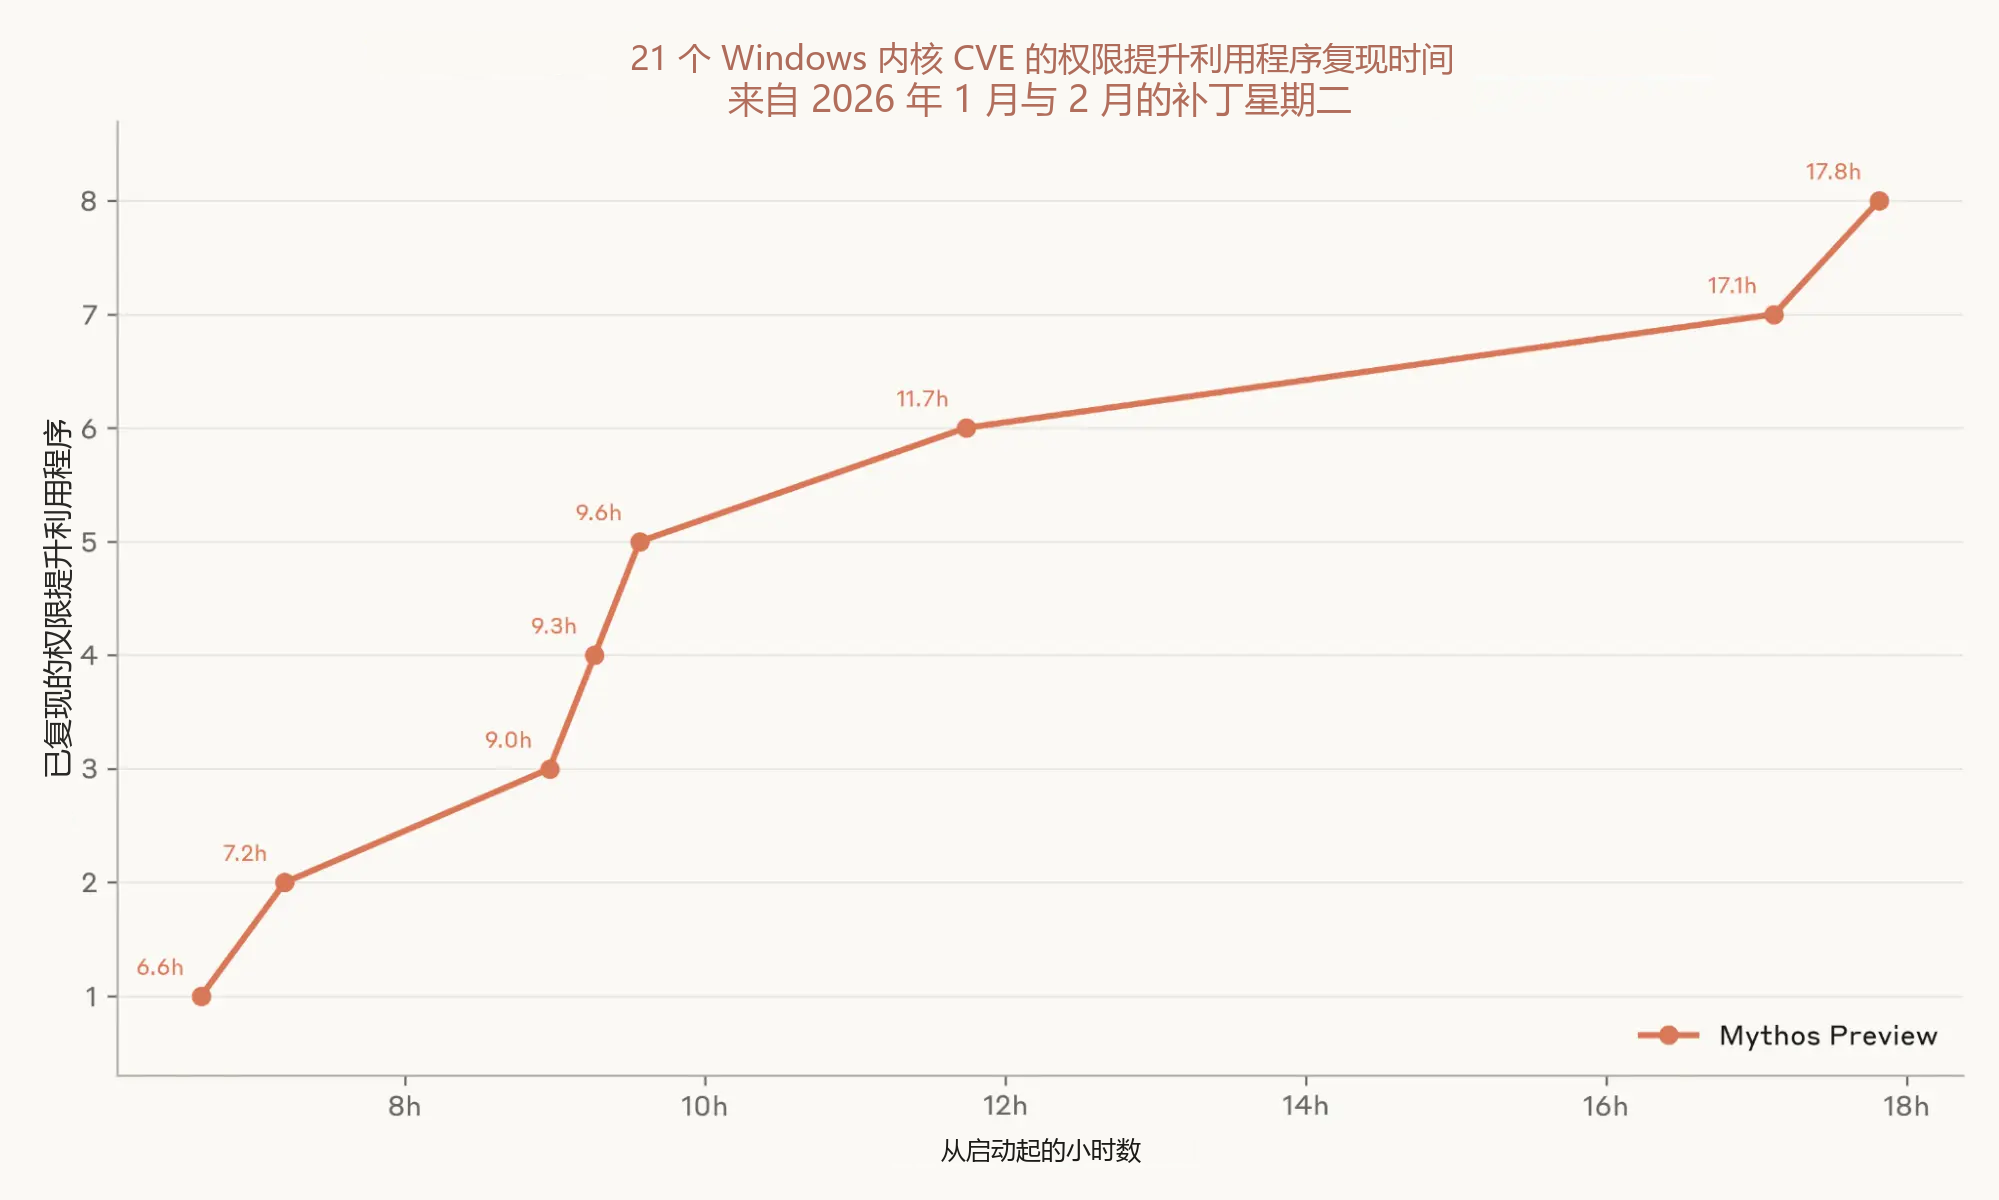 21 个 Windows 内核 CVE 的权限提升利用程序复现时间
来自 2026 年 1 月与 2 月的补丁星期二
已复现的权限提升利用程序
8
7
6
5
4
3
2
1
17.8h
17.1h
11.7h
9.6h
9.3h
9.0h
7.2h
6.6h
Mythos Preview
8h 10h 12h 14h 16h 18h
从启动起的小时数